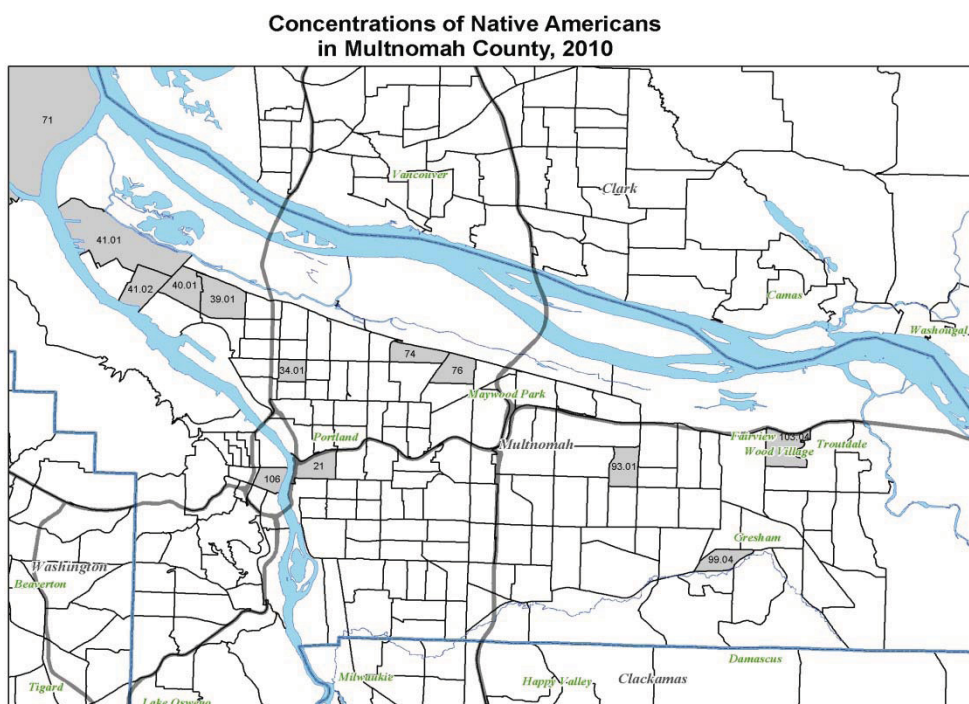 Concentrations of Native Americans
in Multnomah County, 2010
71
Vancouver
Clark
41.01
41.02
40.01
39.01
Camas
Washougal
34.01
74
76
Maywood Park
Portland
Multnomah
Fairview
103.04
Wood Village
Troutdale
106
21
93.01
Gresham
99.04
Washington
Beaverton
Damascus
Milwaukie
Happy Valley
Clackamas
Tigard
Lake Oswego